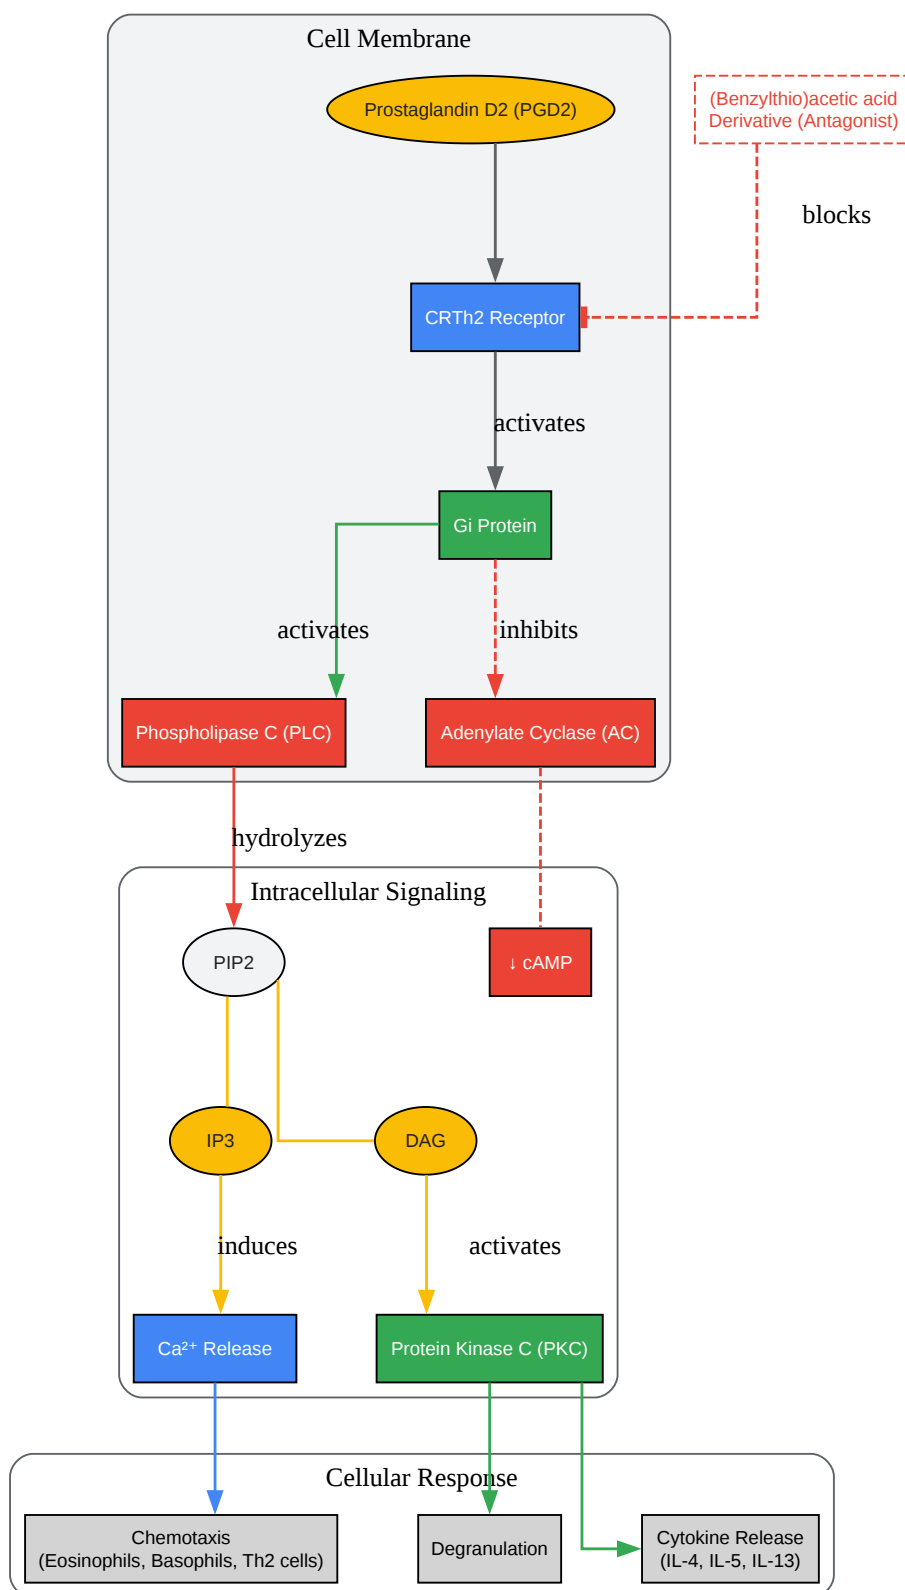 Cell Membrane
Prostaglandin D2 (PGD2)
(Benzylthio)acetic acid
Derivative (Antagonist)
blocks
CRTh2 Receptor
activates
Gi Protein
activates
inhibits
Phospholipase C (PLC)
Adenylate Cyclase (AC)
hydrolyzes
Intracellular Signaling
PIP2
↓ cAMP
IP3
DAG
induces
activates
Ca²⁺ Release
Protein Kinase C (PKC)
Cellular Response
Chemotaxis
(Eosinophils, Basophils, Th2 cells)
Degranulation
Cytokine Release
(IL-4, IL-5, IL-13)